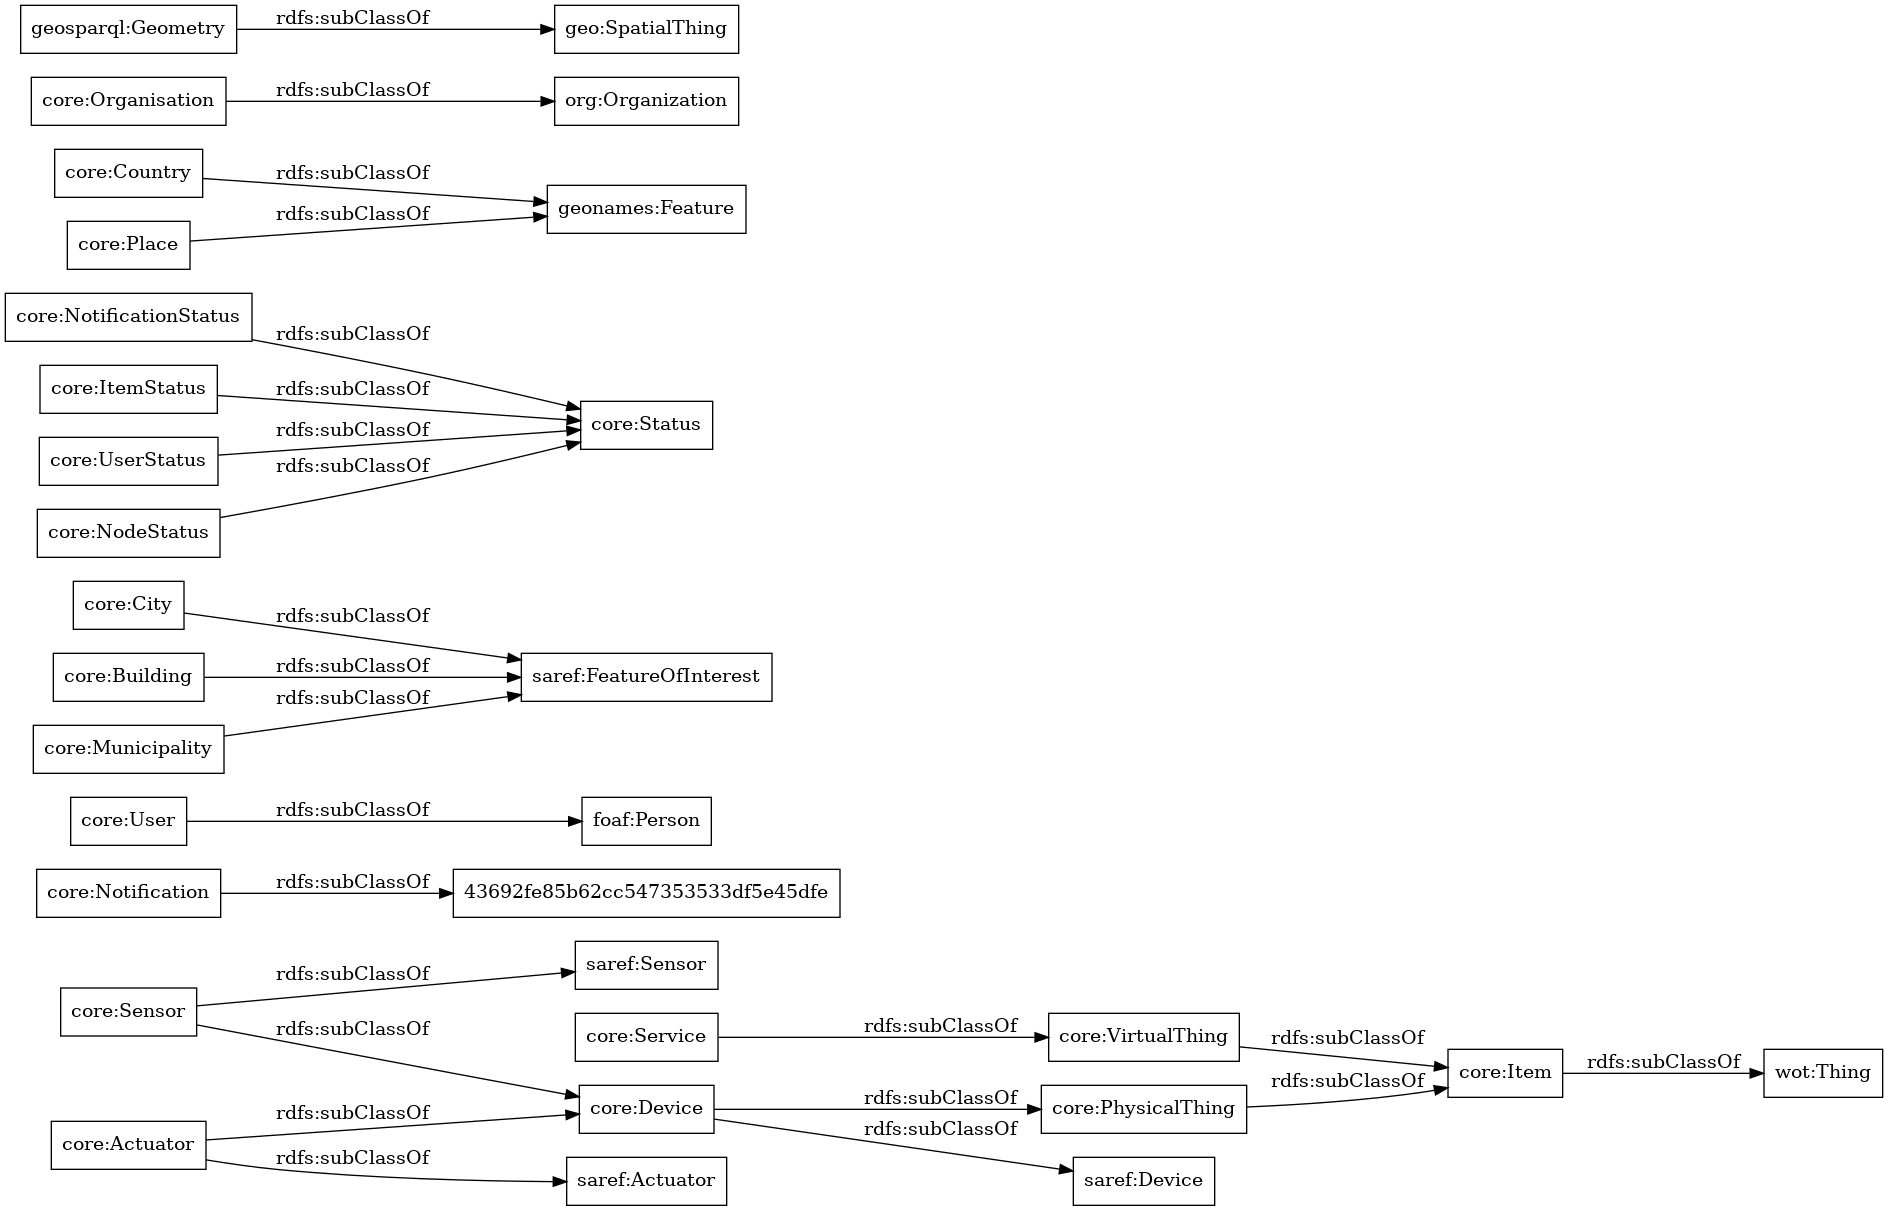 geosparql:Geometry
rdfs:subClassOf
geo:SpatialThing
core:Organisation
rdfs:subClassOf
org:Organization
core:Country
rdfs:subClassOf
geonames:Feature
core:Place
rdfs:subClassOf
core:NotificationStatus
rdfs:subClassOf
core:ItemStatus
rdfs:subClassOf
core:Status
core:UserStatus
rdfs:subClassOf
core:NodeStatus
rdfs:subClassOf
core:City
rdfs:subClassOf
core:Building
rdfs:subClassOf
saref:FeatureOfInterest
core:Municipality
rdfs:subClassOf
core:User
rdfs:subClassOf
foaf:Person
core:Notification
rdfs:subClassOf
43692fe85b62cc547353533df5e45dfe
core:Sensor
rdfs:subClassOf
saref:Sensor
rdfs:subClassOf
core:Service
rdfs:subClassOf
core:VirtualThing
rdfs:subClassOf
core:Item
rdfs:subClassOf
wot:Thing
core:Device
rdfs:subClassOf
core:PhysicalThing
rdfs:subClassOf
core:Actuator
rdfs:subClassOf
rdfs:subClassOf
saref:Actuator
rdfs:subClassOf
saref:Device